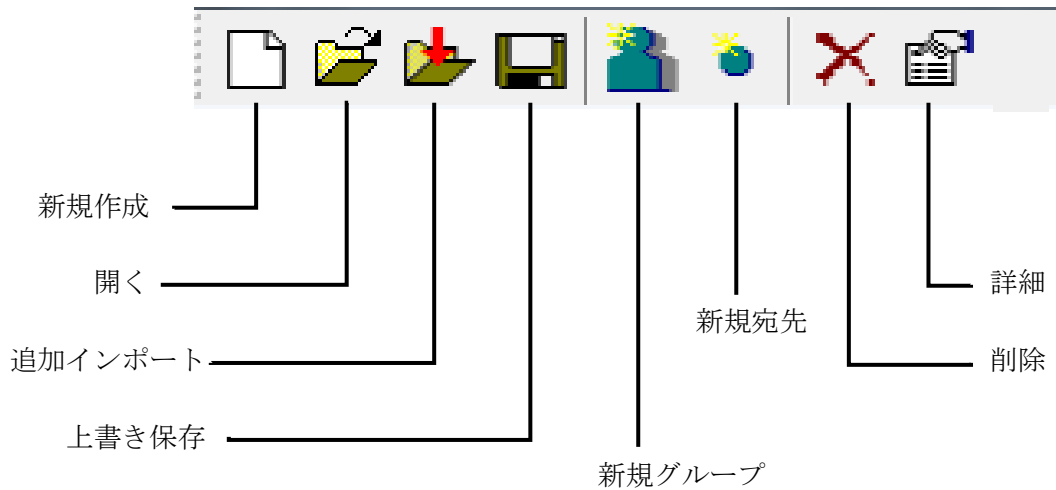 新規作成
開く
詳細
新規宛先
追加インポート
削除
上書き保存
新規グループ